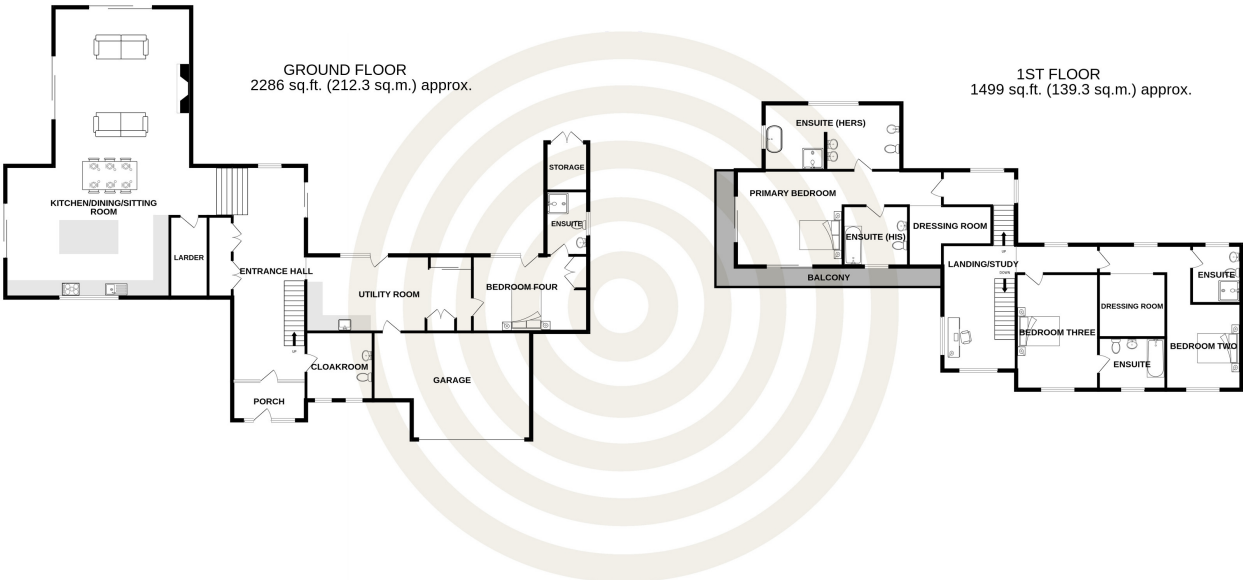 GROUND FLOOR
2286 sq.ft. (212.3 sq.m.) approx.
1ST FLOOR
1499 sq.ft. (139.3 sq.m.) approx.
KITCHEN/DINING/SITTING
ROOM
LARDER
ENTRANCE HALL
UP
PORCH
CLOAKROOM
UTILITY ROOM
GARAGE
BEDROOM FOUR
ENSUITE
STORAGE
ENSUITE (HERS)
PRIMARY BEDROOM
ENSUITE (HIS)
DRESSING ROOM
BALCONY
UP
LANDING/STUDY
DOWN
BEDROOM THREE
DRESSING ROOM
ENSUITE
ENSUITE
BEDROOM TWO